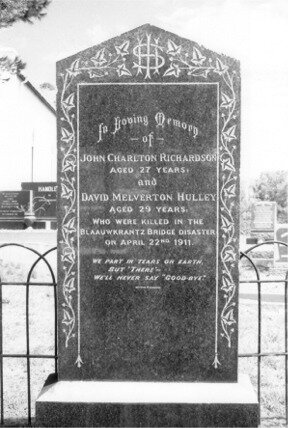 IHS
In Loving Memory
- of -
JOHN CHARLTON RICHARDSON
AGED 27 YEARS:
and
DAVID MELVERTON HULLEY
AGED 29 YEARS:
WHO WERE KILLED IN THE
BLAAUWKRANTZ BRIDGE DISASTER
ON APRIL 22ND 1911.
WE PART IN TEARS ON EARTH,
BUT "THERE" -
WE'LL NEVER SAY "GOOD-BYE".
HANDLE